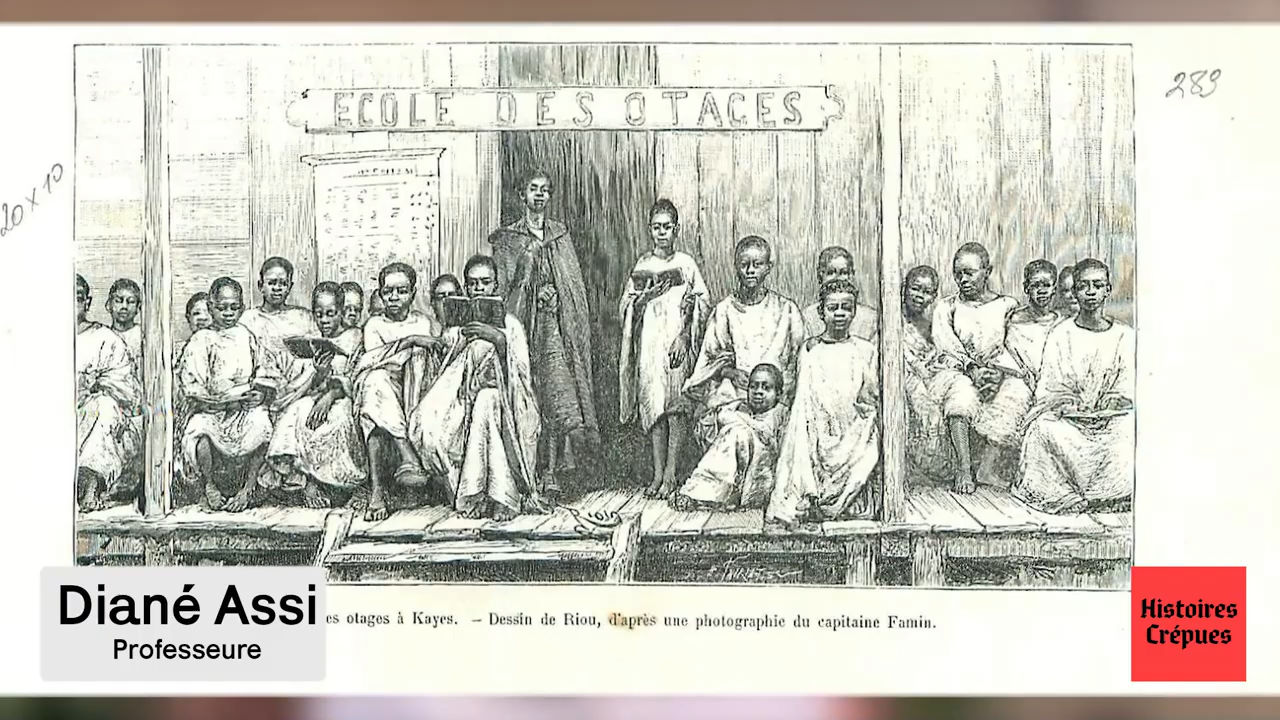 ECOLE DES OTAGES
289
20 x 10
es otages à Kayes. — Dessin de Riou, d'après une photographie du capitaine Famin.
Diané Assi
Professeure
Histoires
Crépues